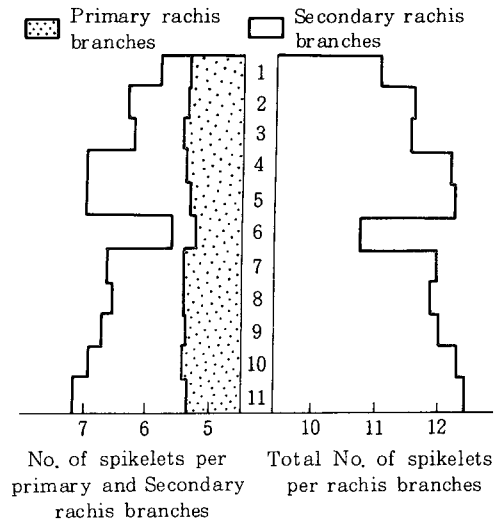 Primary rachis
branches
Secondary rachis
branches
1
2
3
4
5
6
7
8
9
10
11
7 6 5
10 11 12
No. of spikelets per
primary and Secondary
rachis branches
Total No. of spikelets
per rachis branches